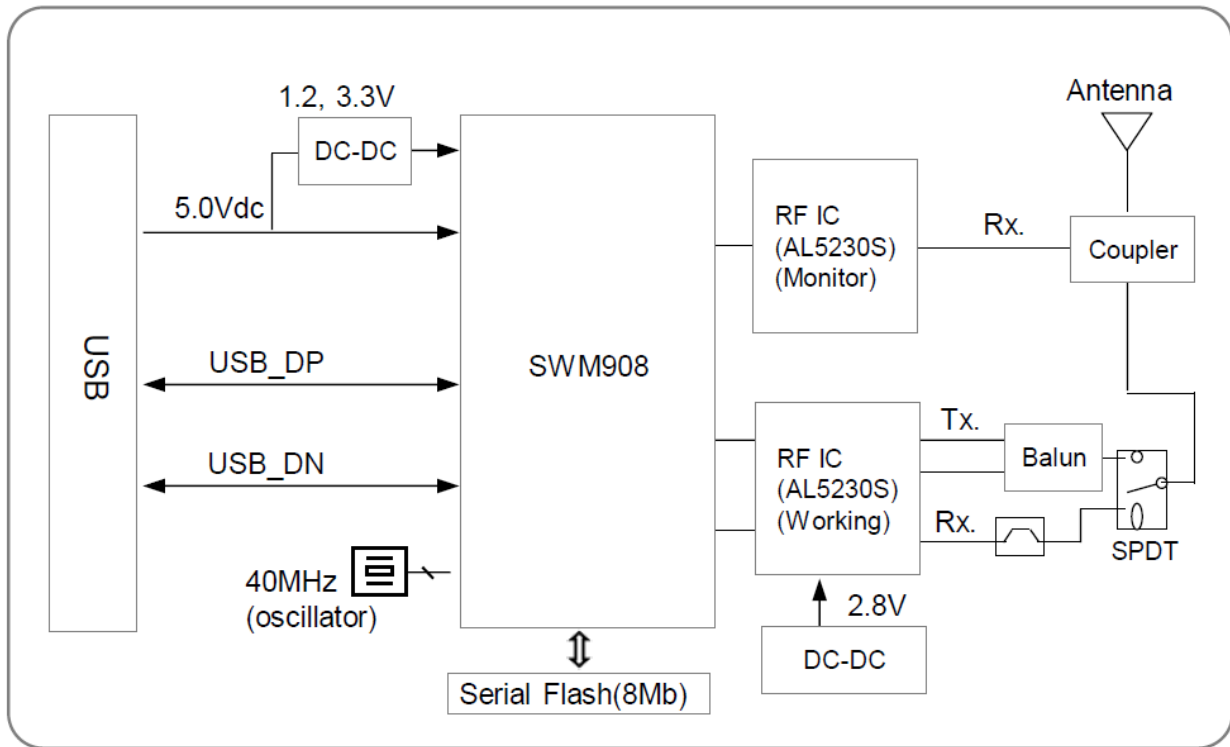 1.2, 3.3V
DC-DC
5.0Vdc
USB
USB_DP
USB_DN
40MHz
(oscillator)
SWM908
Serial Flash(8Mb)
RF IC
(AL5230S)
(Monitor)
Rx.
Antenna
Coupler
RF IC
(AL5230S)
(Working)
Tx.
Balun
Rx.
SPDT
2.8V
DC-DC